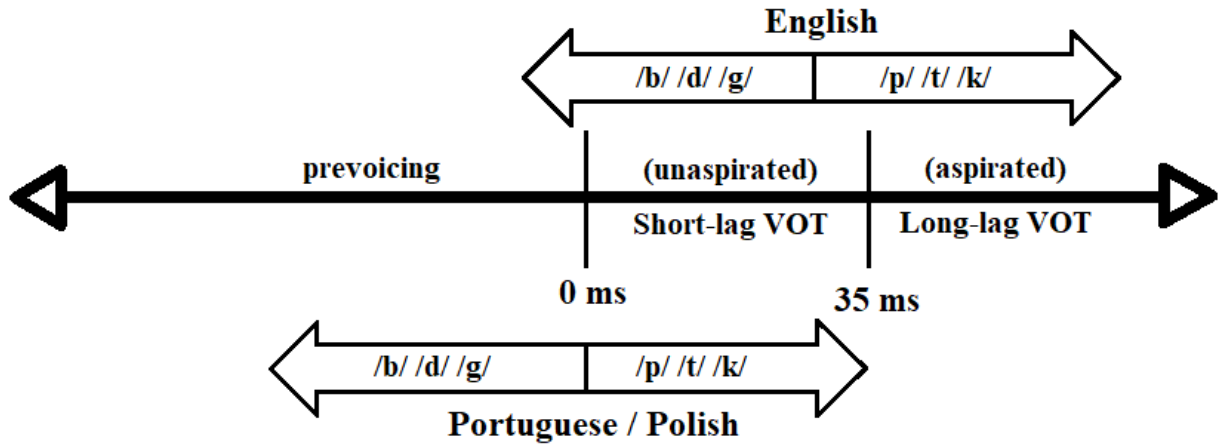 English
/b/ /d/ /g/ /p/ /t/ /k/
prevoicing (unaspirated) (aspirated)
Short-lag VOT Long-lag VOT
0 ms 35 ms
/b/ /d/ /g/ /p/ /t/ /k/
Portuguese / Polish